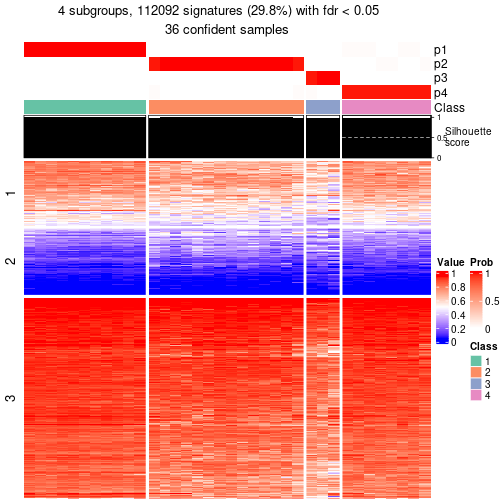 4 subgroups, 112092 signatures (29.8%) with fdr < 0.05
36 confident samples
p1
p2
p3
p4
Class
1
0.5
0
Silhouette
score
1
2
3
Value
1
0.8
0.6
0.4
0.2
0
Prob
1
0.5
0
Class
1
2
3
4